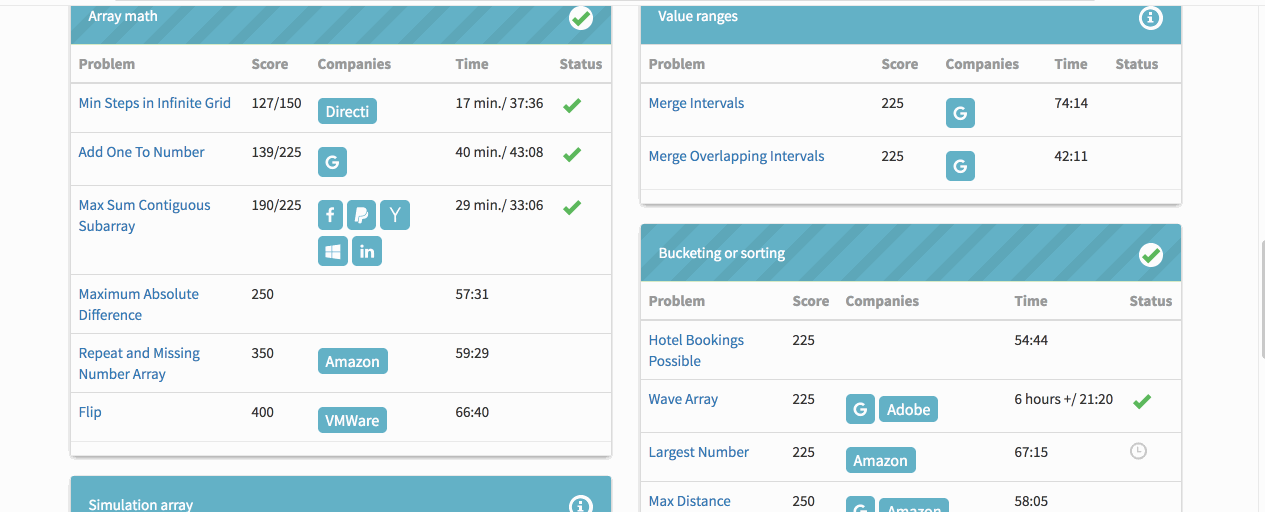 Array math
Problem Score Companies Time Status
Min Steps in Infinite Grid 127/150 Directi 17 min./ 37:36
Add One To Number 139/225 G 40 min./ 43:08
Max Sum Contiguous 190/225 f P Y 29 min./ 33:06
Subarray
in
Maximum Absolute 250 57:31
Difference
Repeat and Missing 350 Amazon 59:29
Number Array
Flip 400 VMWare 66:40
Simulation array
Value ranges
Problem Score Companies Time Status
Merge Intervals 225 G 74:14
Merge Overlapping Intervals 225 G 42:11
Bucketing or sorting
Problem Score Companies Time Status
Hotel Bookings 225 54:44
Possible
Wave Array 225 G Adobe 6 hours +/ 21:20
Largest Number 225 Amazon 67:15
Max Distance 250 G Amazon 58:05